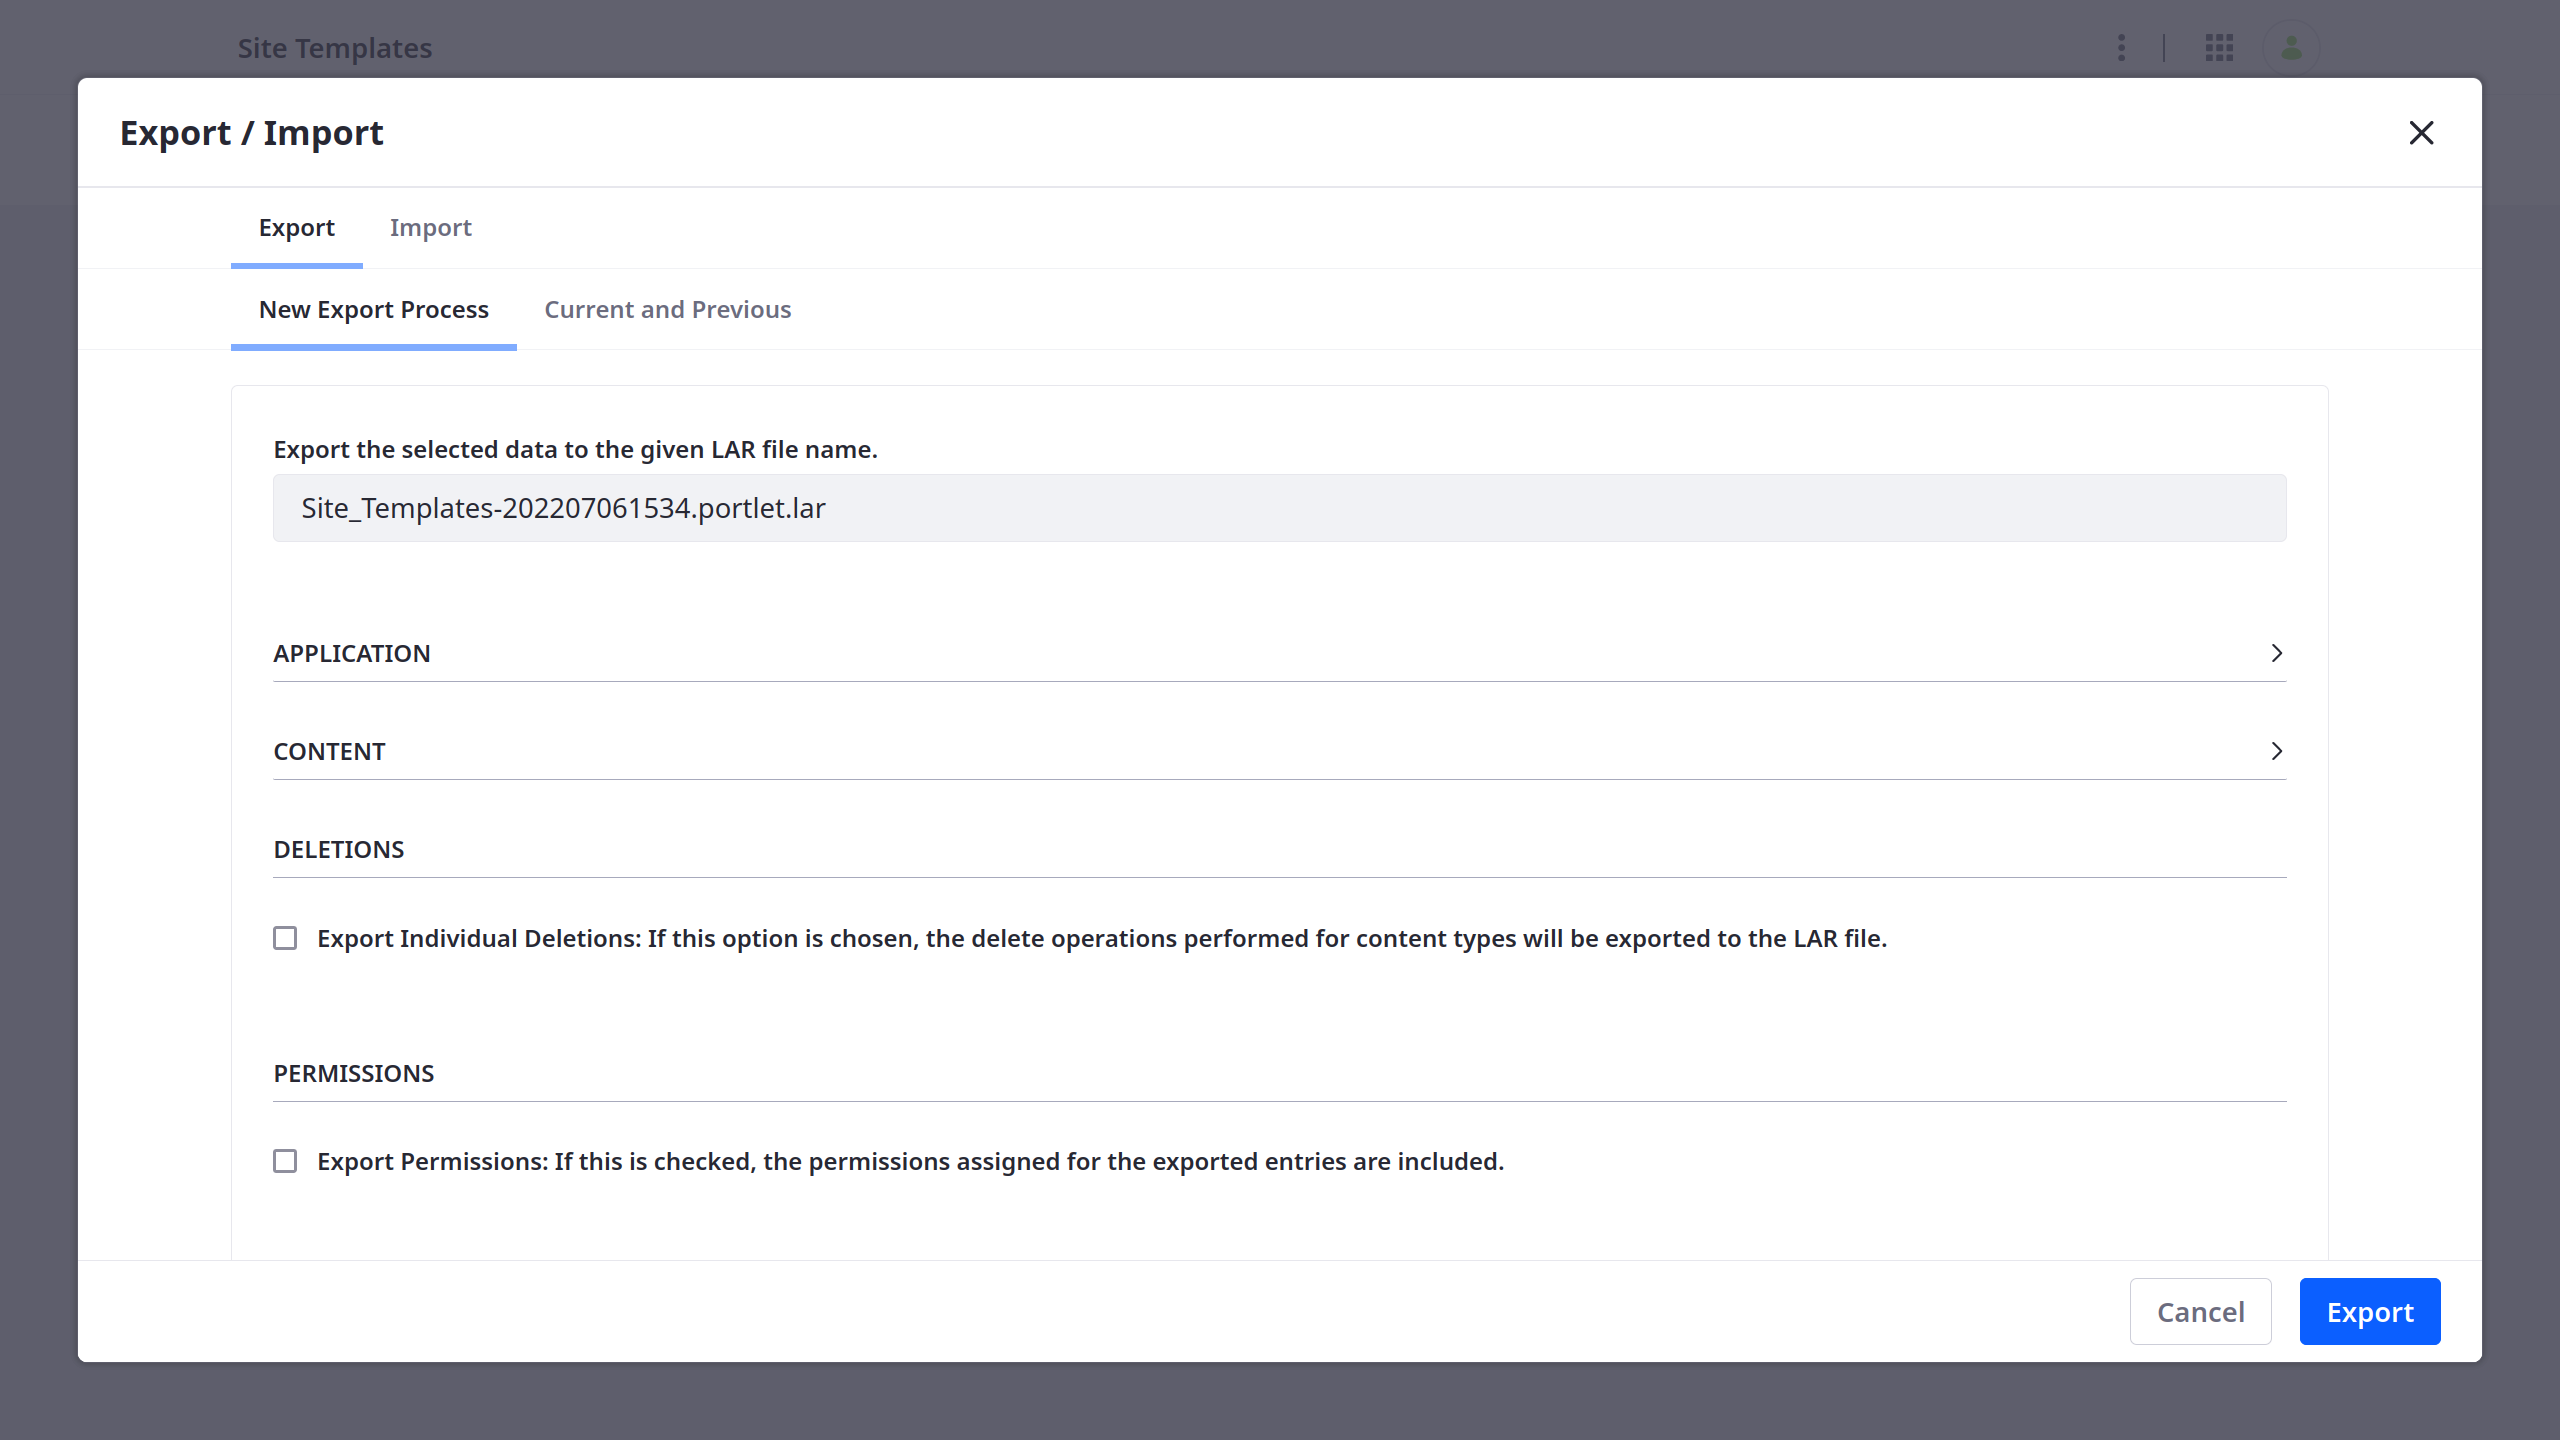 Site Templates
Export / Import
Export Import
New Export Process Current and Previous
Export the selected data to the given LAR file name.
Site_Templates-202207061534.portlet.lar
APPLICATION
CONTENT
DELETIONS
Export Individual Deletions: If this option is chosen, the delete operations performed for content types will be exported to the LAR file.
PERMISSIONS
Export Permissions: If this is checked, the permissions assigned for the exported entries are included.
Cancel Export